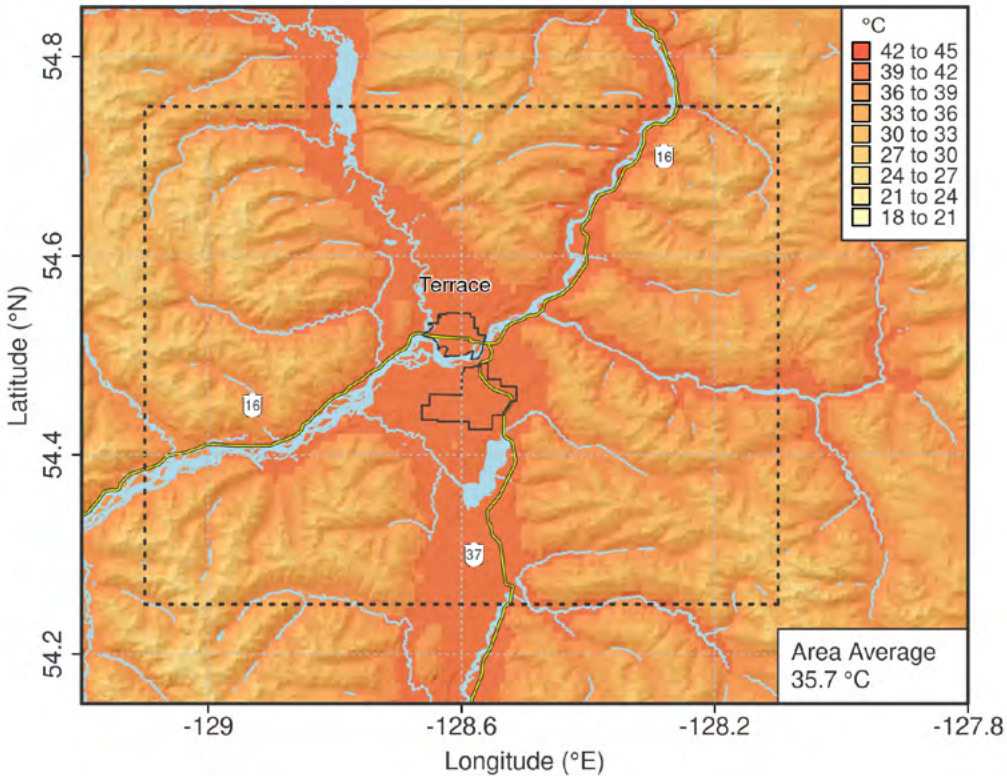 °C
42 to 45
39 to 42
36 to 39
33 to 36
30 to 33
27 to 30
24 to 27
21 to 24
18 to 21
54.8
54.6
54.4
54.2
Latitude (°N)
16
Terrace
16
37
Area Average
35.7 °C
-129
-128.6
-128.2
-127.8
Longitude (°E)